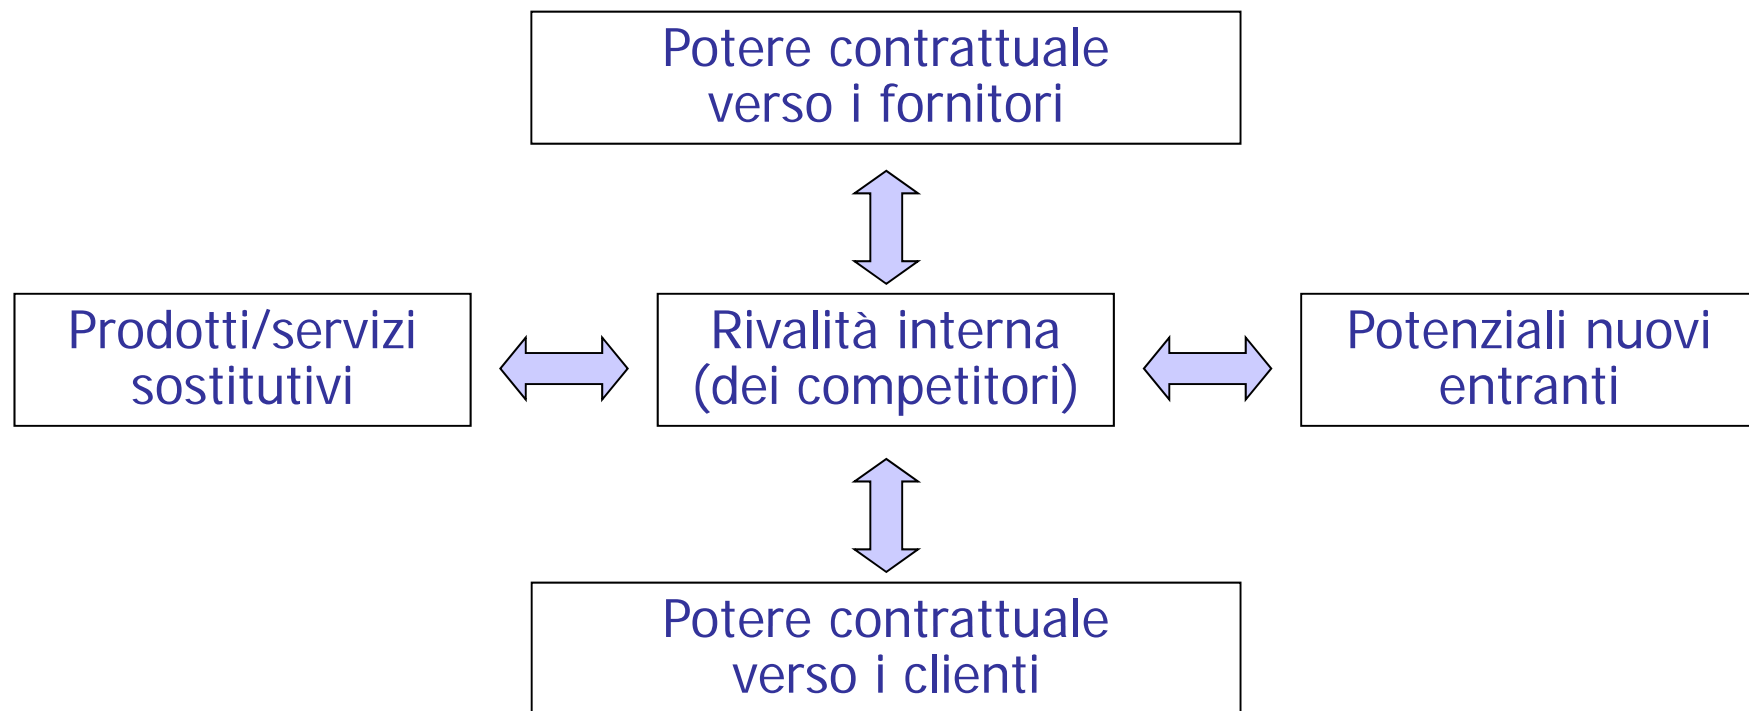 Potere contrattuale
verso i fornitori
Prodotti/servizi
sostitutivi
Rivalità interna
(dei competitori)
Potenziali nuovi
entranti
Potere contrattuale
verso i clienti